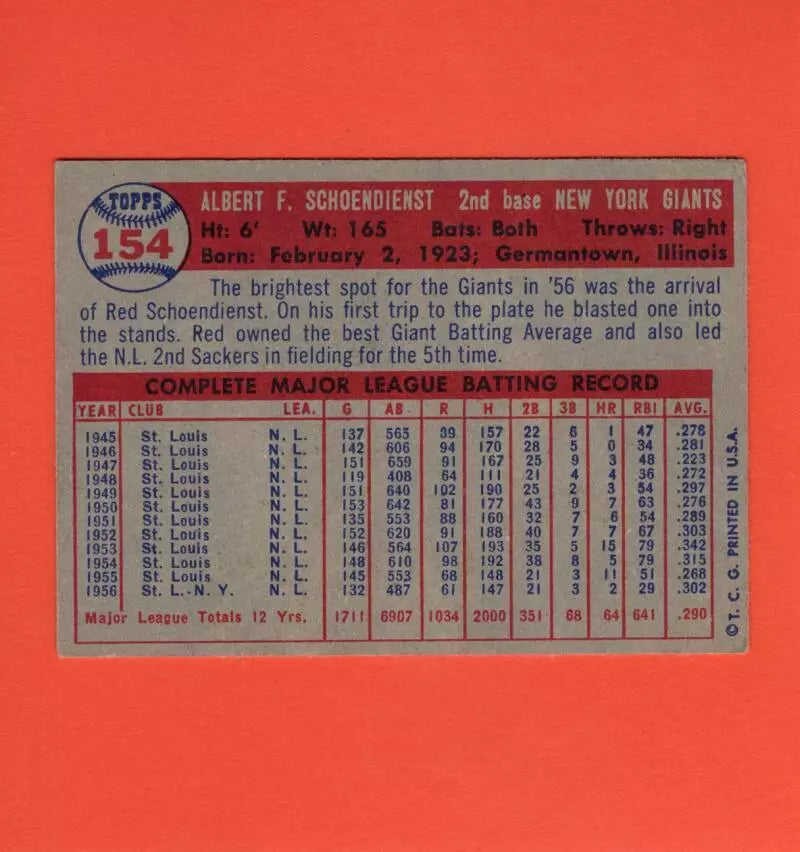 TOPPS
154
ALBERT F. SCHOENDIENST 2nd base NEW YORK GIANTS
Ht: 6' Wt: 165 Bats: Both Throws: Right
Born: February 2, 1923; Germantown, Illinois
The brightest spot for the Giants in '56 was the arrival
of Red Schoendienst. On his first trip to the plate he blasted one into
the stands. Red owned the best Giant Batting Average and also led
the N.L. 2nd Sackers in fielding for the 5th time.
COMPLETE MAJOR LEAGUE BATTING RECORD
YEAR CLUB LEA. G AB R H 2B 3B HR RBI AVG.
1945 St. Louis N. L. 137 565 89 157 22 6 1 47 .278
1946 St. Louis N. L. 142 606 94 170 28 5 0 34 .281
1947 St. Louis N. L. 151 659 91 167 25 9 3 48 .223
1948 St. Louis N. L. 119 408 64 111 21 4 4 36 .272
1949 St. Louis N. L. 151 640 102 190 25 2 3 54 .297
1950 St. Louis N. L. 153 642 81 177 43 9 7 63 .276
1951 St. Louis N. L. 135 553 88 160 32 7 6 54 .289
1952 St. Louis N. L. 152 620 91 188 40 7 7 67 .303
1953 St. Louis N. L. 146 564 107 193 35 5 15 79 .342
1954 St. Louis N. L. 148 610 98 192 38 8 5 79 .315
1955 St. Louis N. L. 145 553 68 148 21 3 11 51 .268
1956 St. L.-N. Y. N. L. 132 487 61 147 21 3 2 29 .302
Major League Totals 12 Yrs. 1711 6907 1034 2000 351 68 64 641 .290
© T. C. G. PRINTED IN U.S.A.